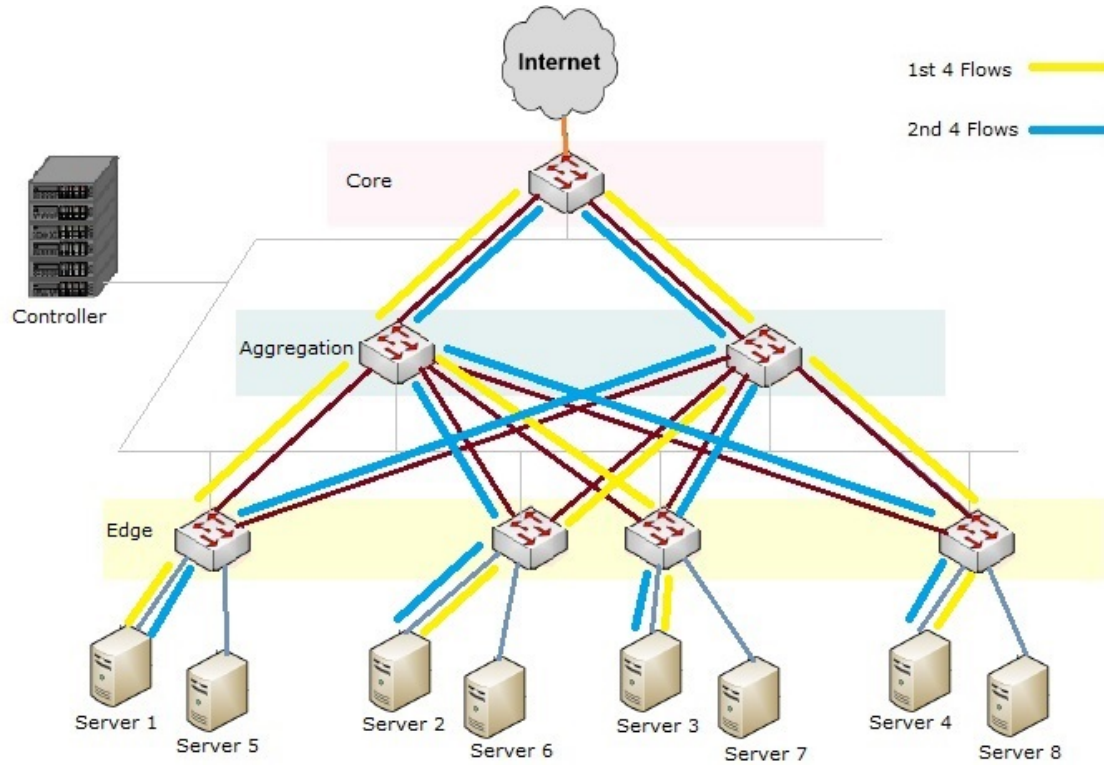 Internet
1st 4 Flows
2nd 4 Flows
Core
Controller
Aggregation
Edge
Server 1
Server 5
Server 2
Server 6
Server 3
Server 7
Server 4
Server 8